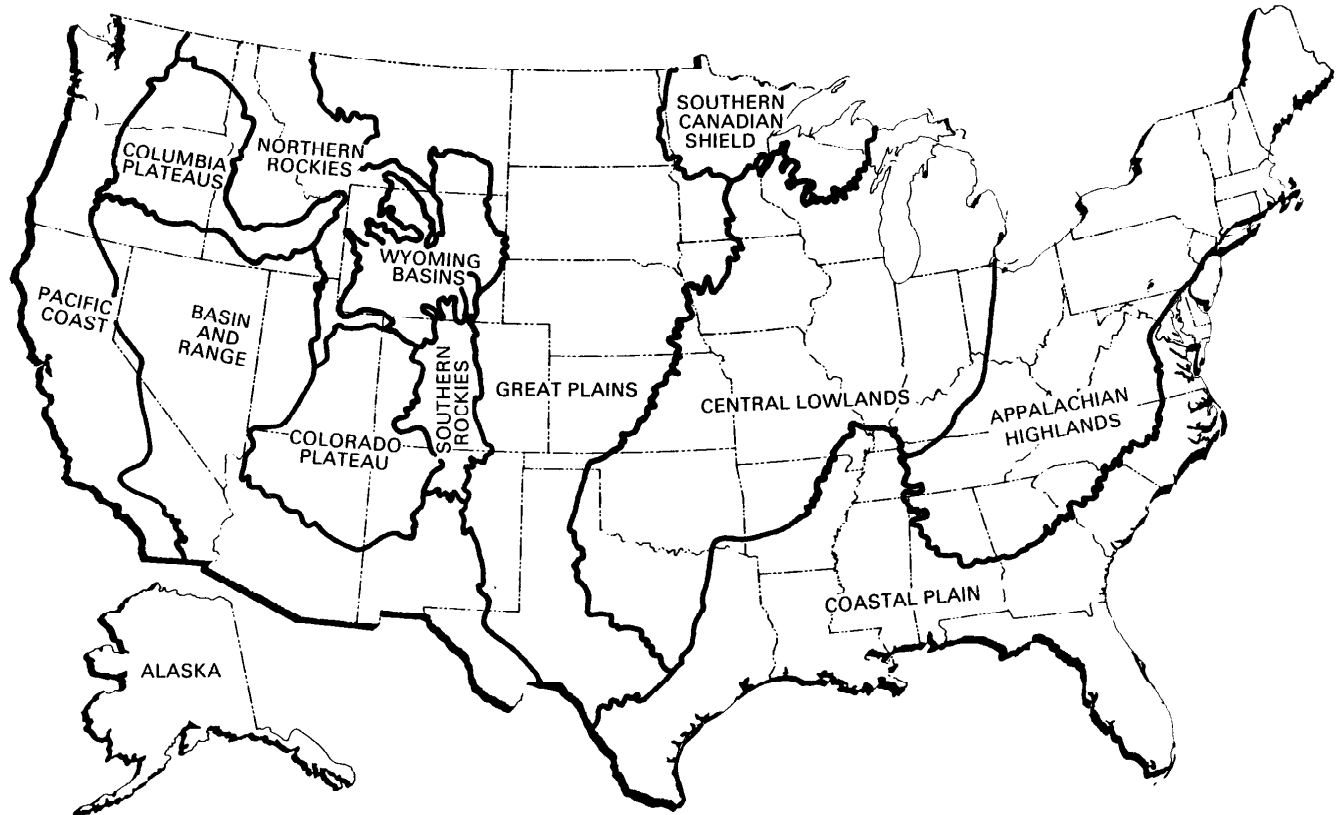 SOUTHERN
CANADIAN
SHIELD
COLUMBIA
PLATEAUS
NORTHERN
ROCKIES
WYOMING
BASINS
PACIFIC
COAST
BASIN
AND
RANGE
SOUTHERN
ROCKIES
GREAT PLAINS
CENTRAL LOWLANDS
APPALACHIAN
HIGHLANDS
COLORADO
PLATEAU
COASTAL PLAIN
ALASKA